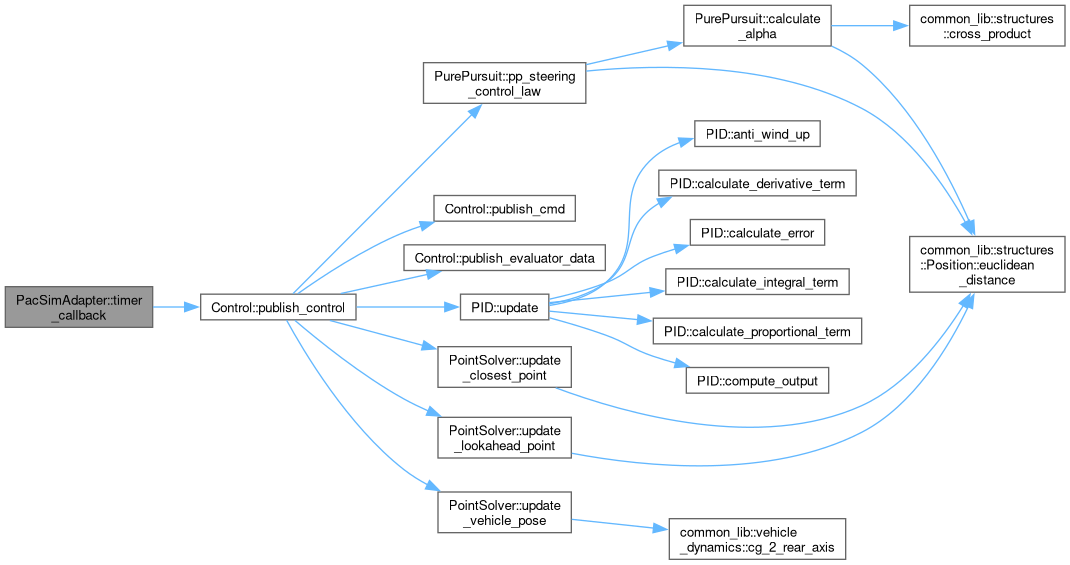 PurePursuit::calculate
_alpha
common_lib::structures
::cross_product
PurePursuit::pp_steering
_control_law
PID::anti_wind_up
PID::calculate_derivative_term
Control::publish_cmd
PID::calculate_error
Control::publish_evaluator_data
common_lib::structures
::Position::euclidean
_distance
PID::calculate_integral_term
PacSimAdapter::timer
_callback
Control::publish_control
PID::update
PID::calculate_proportional_term
PointSolver::update
_closest_point
PID::compute_output
PointSolver::update
_lookahead_point
PointSolver::update
_vehicle_pose
common_lib::vehicle
_dynamics::cg_2_rear_axis